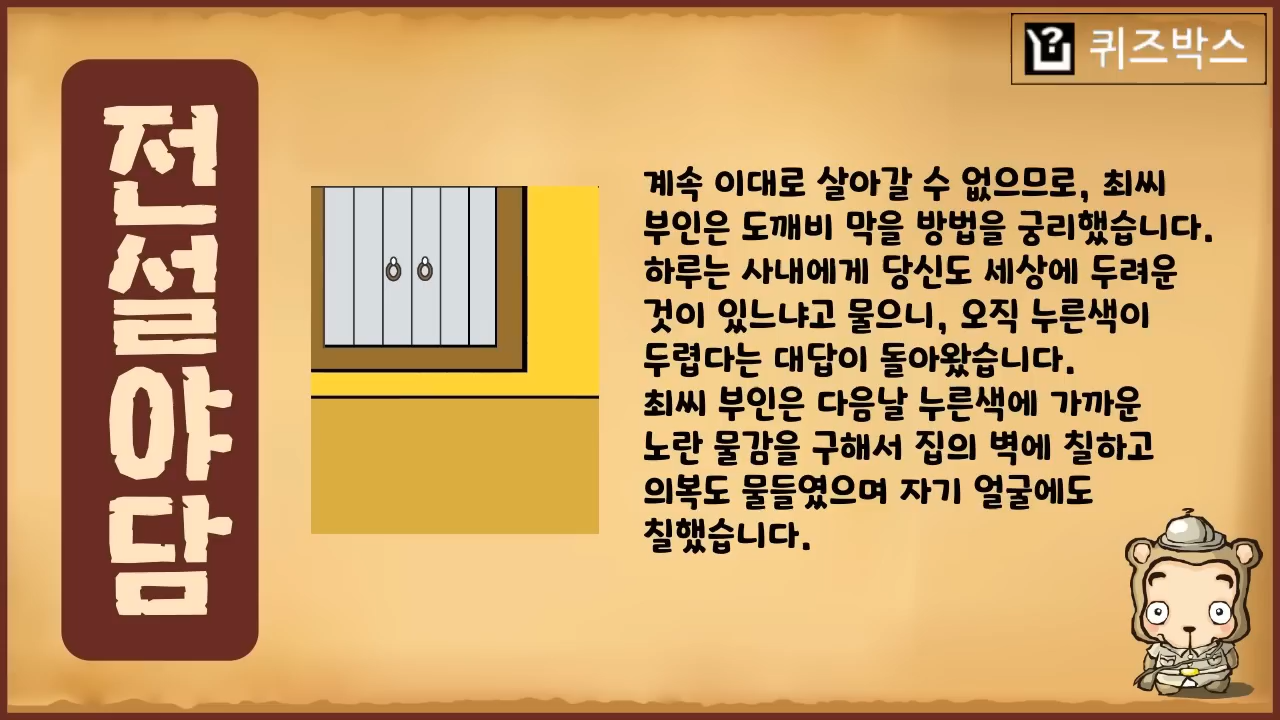 퀴즈박스
전설야담
계속 이대로 살아갈 수 없으므로, 최씨
부인은 도깨비 막을 방법을 궁리했습니다.
하루는 사내에게 당신도 세상에 두려운
것이 있느냐고 물으니, 오직 누른색이
두렵다는 대답이 돌아왔습니다.
최씨 부인은 다음날 누른색에 가까운
노란 물감을 구해서 집의 벽에 칠하고
의복도 물들였으며 자기 얼굴에도
칠했습니다.